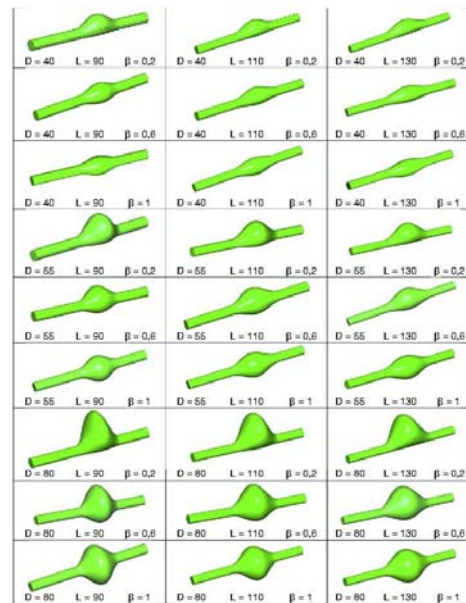 D = 40 L = 90 β = 0,2 D = 40 L = 110 β = 0,2 D = 40 L = 130 β = 0,2
D = 40 L = 90 β = 0,6 D = 40 L = 110 β = 0,6 D = 40 L = 130 β = 0,6
D = 40 L = 90 β = 1 D = 40 L = 110 β = 1 D = 40 L = 130 β = 1
D = 55 L = 90 β = 0,2 D = 55 L = 110 β = 0,2 D = 55 L = 130 β = 0,2
D = 55 L = 90 β = 0,6 D = 55 L = 110 β = 0,6 D = 55 L = 130 β = 0,6
D = 55 L = 90 β = 1 D = 55 L = 110 β = 1 D = 55 L = 130 β = 1
D = 80 L = 90 β = 0,2 D = 80 L = 110 β = 0,2 D = 80 L = 130 β = 0,2
D = 80 L = 90 β = 0,6 D = 80 L = 110 β = 0,6 D = 80 L = 130 β = 0,6
D = 80 L = 90 β = 1 D = 80 L = 110 β = 1 D = 80 L = 130 β = 1